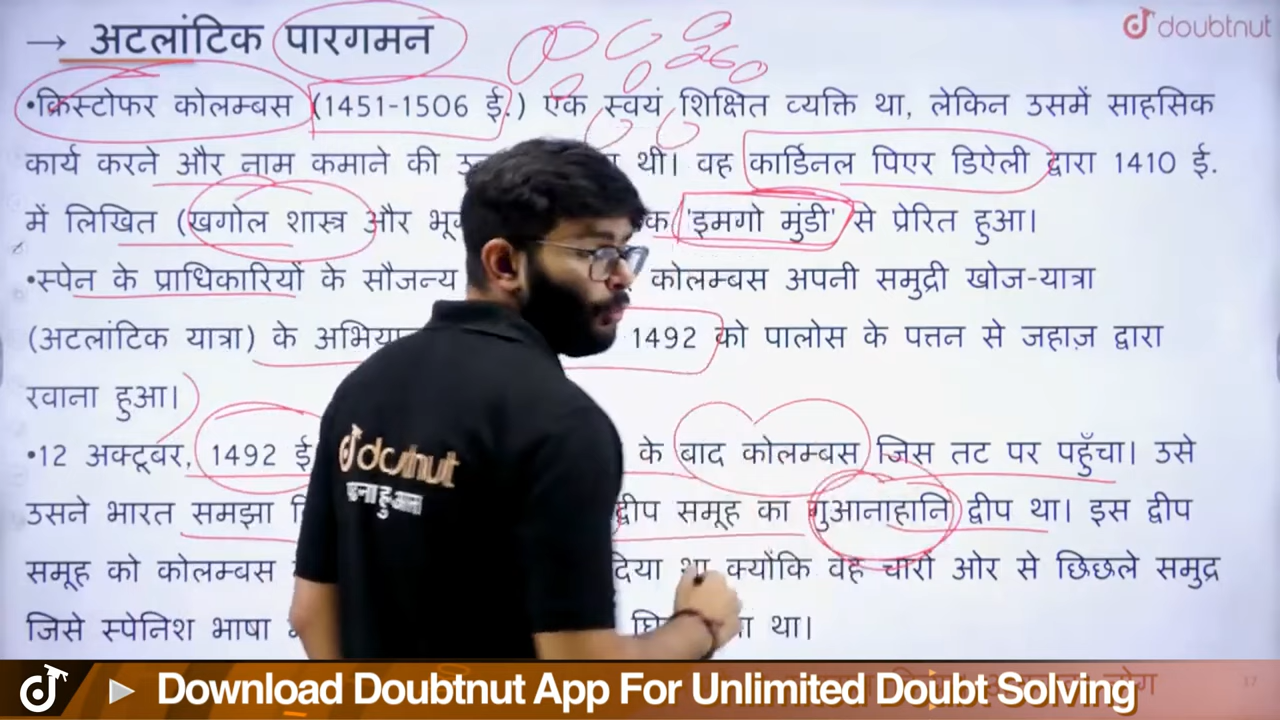 → अटलांटिक पारगमन
doubtnut
•क्रिस्टोफर कोलम्बस (1451-1506 ई.) एक स्वयं शिक्षित व्यक्ति था, लेकिन उसमें साहसिक
कार्य करने और नाम कमाने की थी। वह कार्डिनल पिएर डिऐली द्वारा 1410 ई.
में लिखित (खगोल शास्त्र और 'इमगो मुंडी' से प्रेरित हुआ।
•स्पेन के प्राधिकारियों के सौजन्य कोलम्बस अपनी समुद्री खोज-यात्रा
(अटलांटिक यात्रा) के 1492 को पालोस के पत्तन से जहाज़ द्वारा
रवाना हुआ।
•12 अक्टूबर, 1492 ई के बाद कोलम्बस जिस तट पर पहुँचा। उसे
उसने भारत समझा द्वीप समूह का गुआनाहानि द्वीप था। इस द्वीप
समूह को कोलम्बस दिया था क्योंकि वह चारों ओर से छिछले समुद्र
जिसे स्पेनिश भाषा था।
doubtnut
Download Doubtnut App For Unlimited Doubt Solving
17